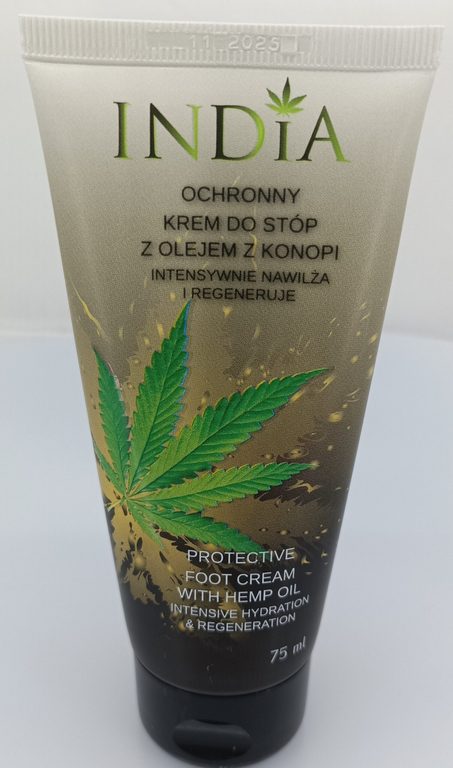 11 2025
INDIA
OCHRONNY
KREM DO STÓP
Z OLEJEM Z KONOPI
INTENSYWNIE NAWILŻA
I REGENERUJE
PROTECTIVE
FOOT CREAM
WITH HEMP OIL
INTENSIVE HYDRATION
& REGENERATION
75 ml